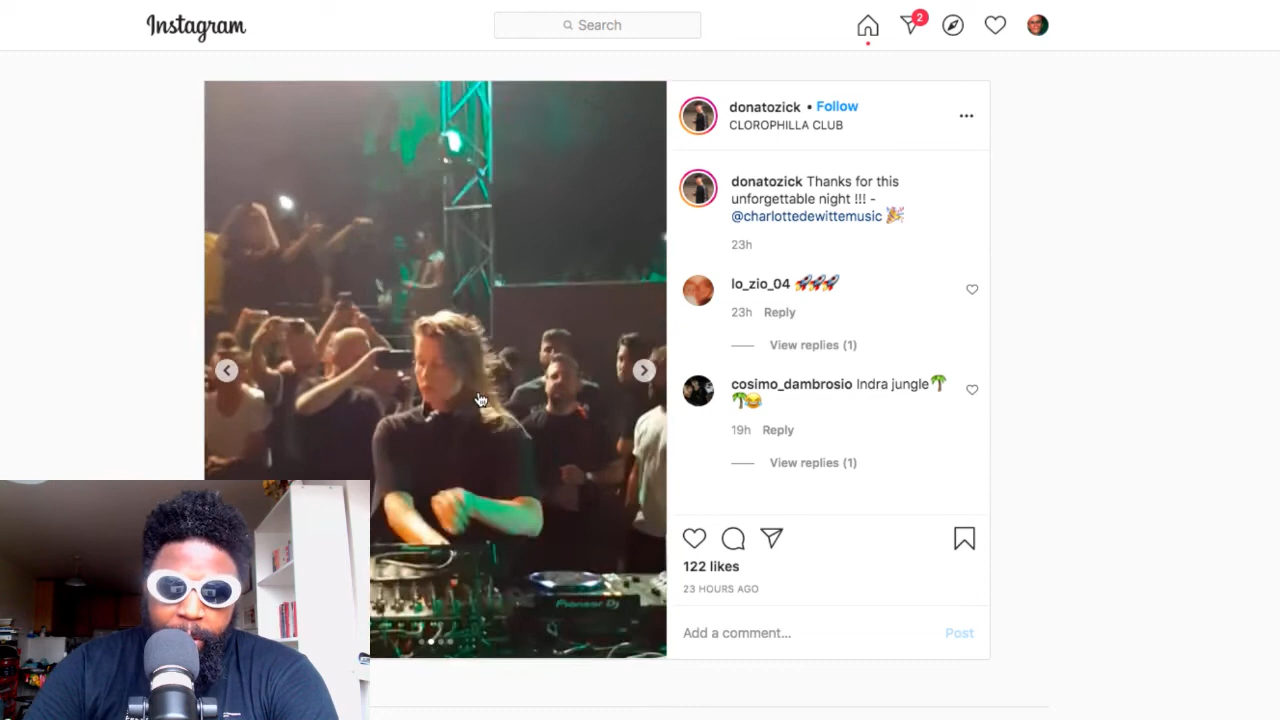 Instagram
Search
2
donatozick • Follow
CLOROPHILLA CLUB
donatozick Thanks for this
unforgettable night !!! -
@charlottedewittemusic 🎉
23h
lo_zio_04 🚀🚀🚀
23h Reply
View replies (1)
cosimo_dambrosio Indra jungle🌴
🌴😂
19h Reply
View replies (1)
122 likes
23 HOURS AGO
Add a comment... Post
Pioneer Dj